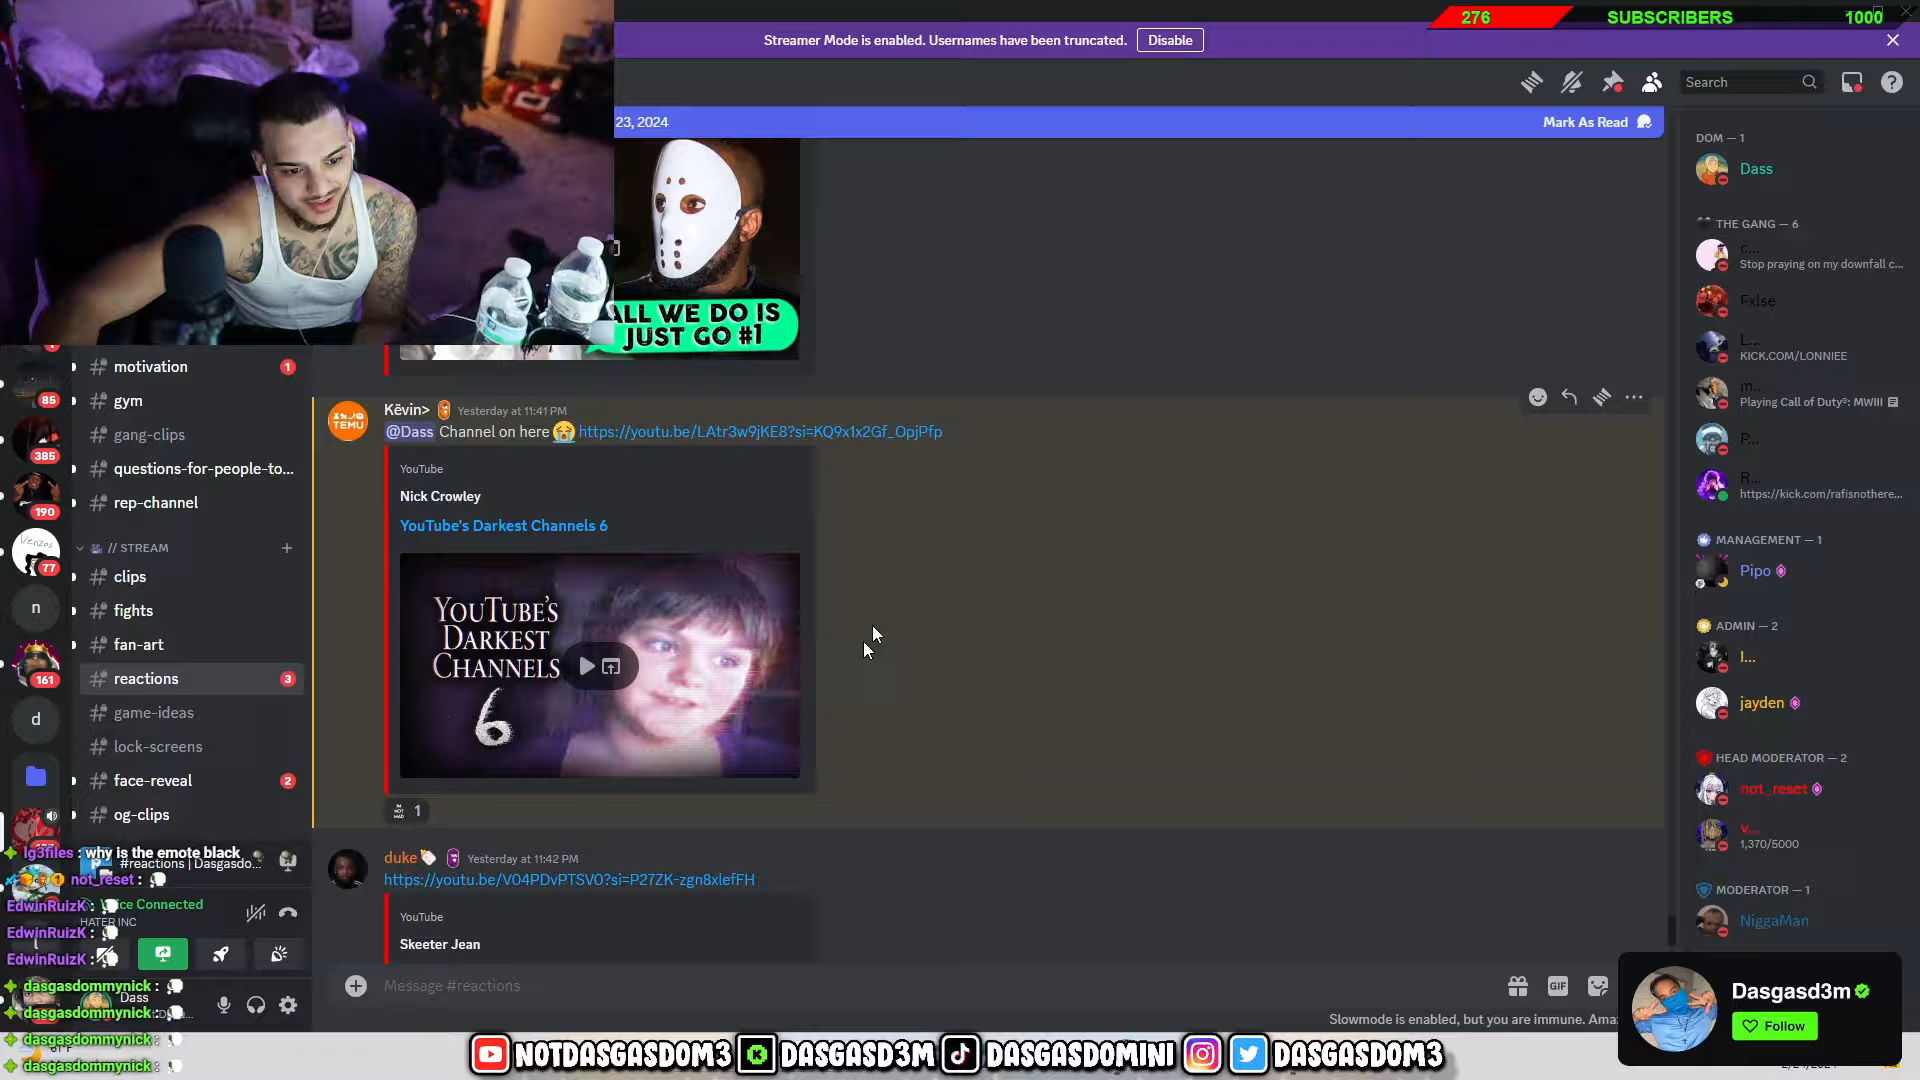 276
SUBSCRIBERS
1000
Streamer Mode is enabled. Usernames have been truncated.
Disable
Search
23, 2024
Mark As Read
ALL WE DO IS
JUST GO #1
motivation
1
85
gym
385
gang-clips
questions-for-people-to...
190
rep-channel
Venzos
77
// STREAM
clips
n
fights
fan-art
161
reactions
3
d
game-ideas
lock-screens
face-reveal
2
og-clips
lg3files : why is the emote black
#reactions | Dasgasdo...
not_reset :
EdwinRuizK :
Connected
HATER INC
EdwinRuizK :
EdwinRuizK :
dasgasdommynick :
Dass
dasgasdommynick :
dasgasdommynick :
dasgasdommynick :
TEMU
Kēvin>
Yesterday at 11:41 PM
@Dass Channel on here https://youtu.be/LAtr3w9jKE8?si=KQ9x1x2Gf_OpjPfp
YouTube
Nick Crowley
YouTube's Darkest Channels 6
YOUTUBE'S
DARKEST
CHANNELS
6
1
duke
Yesterday at 11:42 PM
https://youtu.be/V04PDvPTSV0?si=P27ZK-zgn8xlefFH
YouTube
Skeeter Jean
Message #reactions
GIF
Slowmode is enabled, but you are immune. Ama
DOM — 1
Dass
THE GANG — 6
c...
Stop praying on my downfall c...
Fxlse
L...
KICK.COM/LONNIEE
m...
Playing Call of Duty®: MWIII
P...
R...
https://kick.com/rafisnothere...
MANAGEMENT — 1
Pipo
ADMIN — 2
I...
jayden
HEAD MODERATOR — 2
not_reset
v...
1,370/5000
MODERATOR — 1
NiggaMan
Dasgasd3m
Follow
NOTDASGASDOM3
K
DASGASD3M
DASGASDOMINI
DASGASDOM3